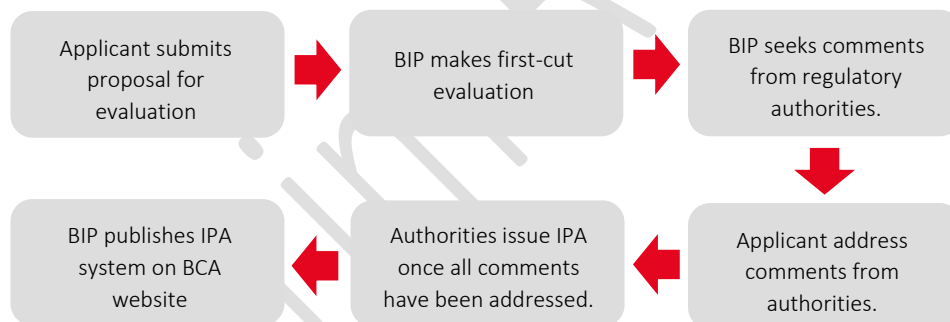 Applicant submits
proposal for
evaluation
BIP makes first-cut
evaluation
BIP seeks comments
from regulatory
authorities.
Applicant address
comments from
authorities.
Authorities issue IPA
once all comments
have been addressed.
BIP publishes IPA
system on BCA
website